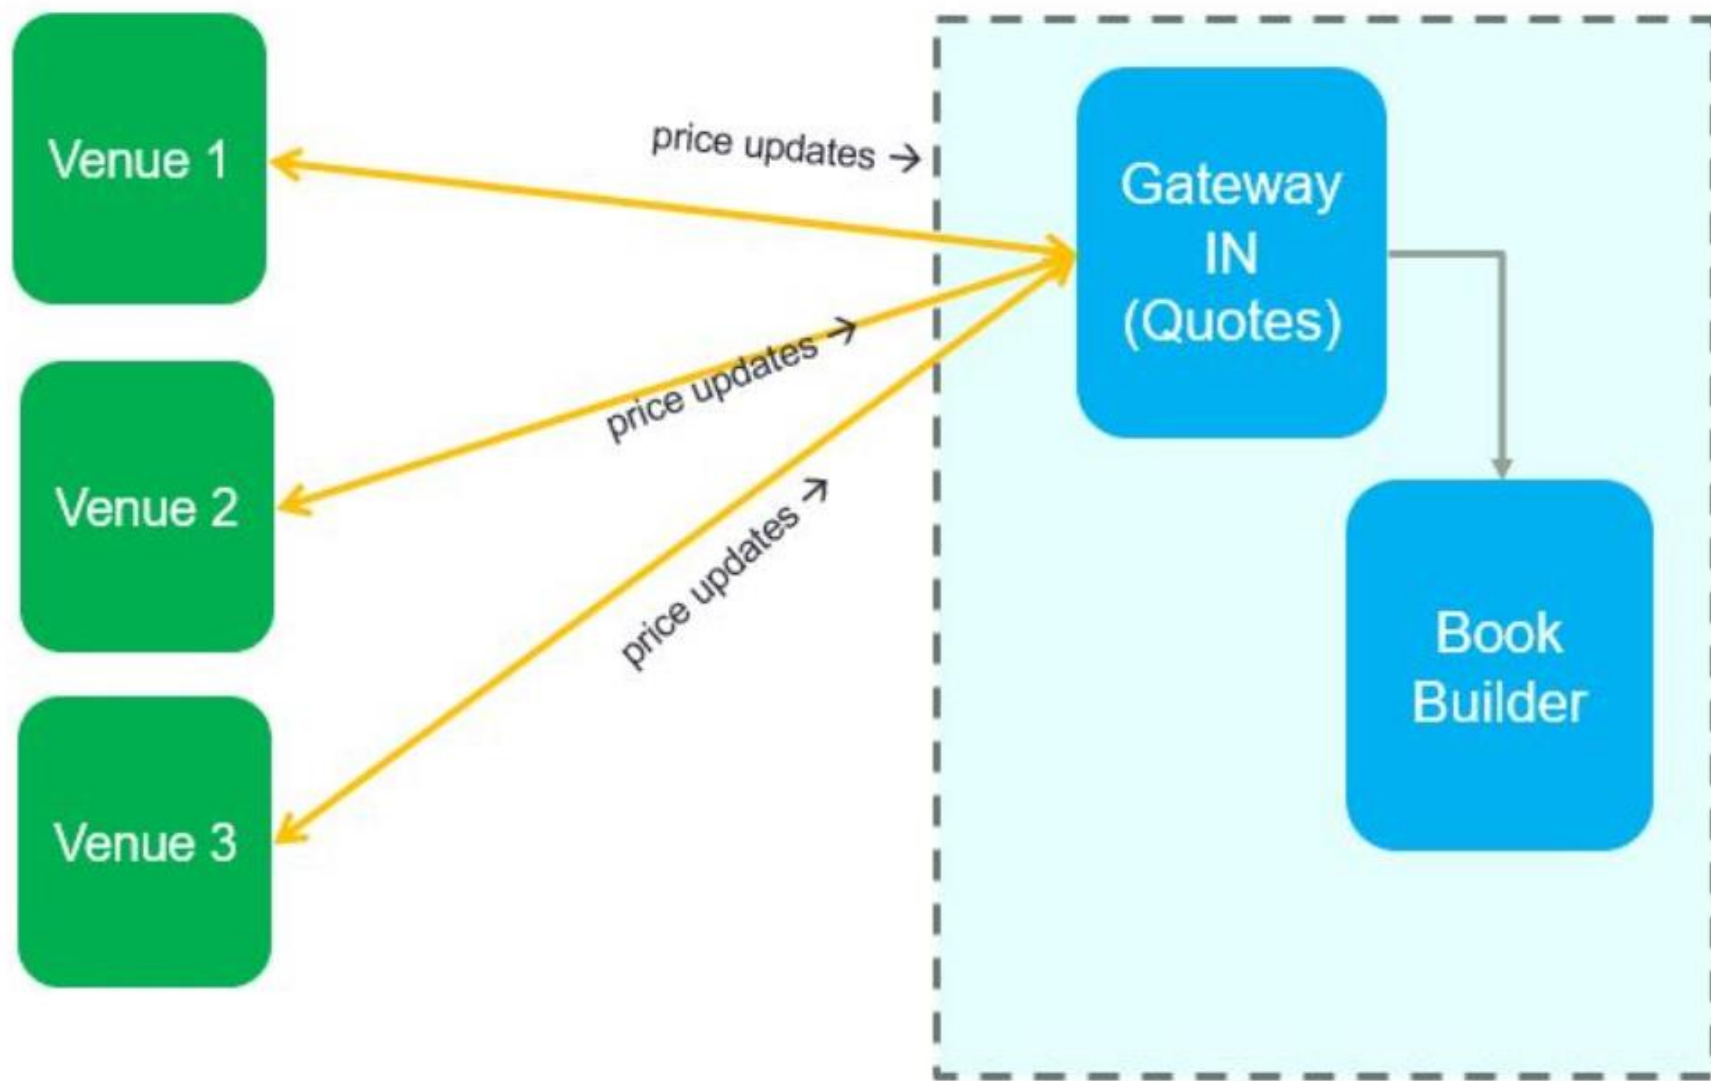 Venue 1
price updates →
Gateway
IN
(Quotes)
price updates →
Venue 2
price updates →
Book
Builder
Venue 3